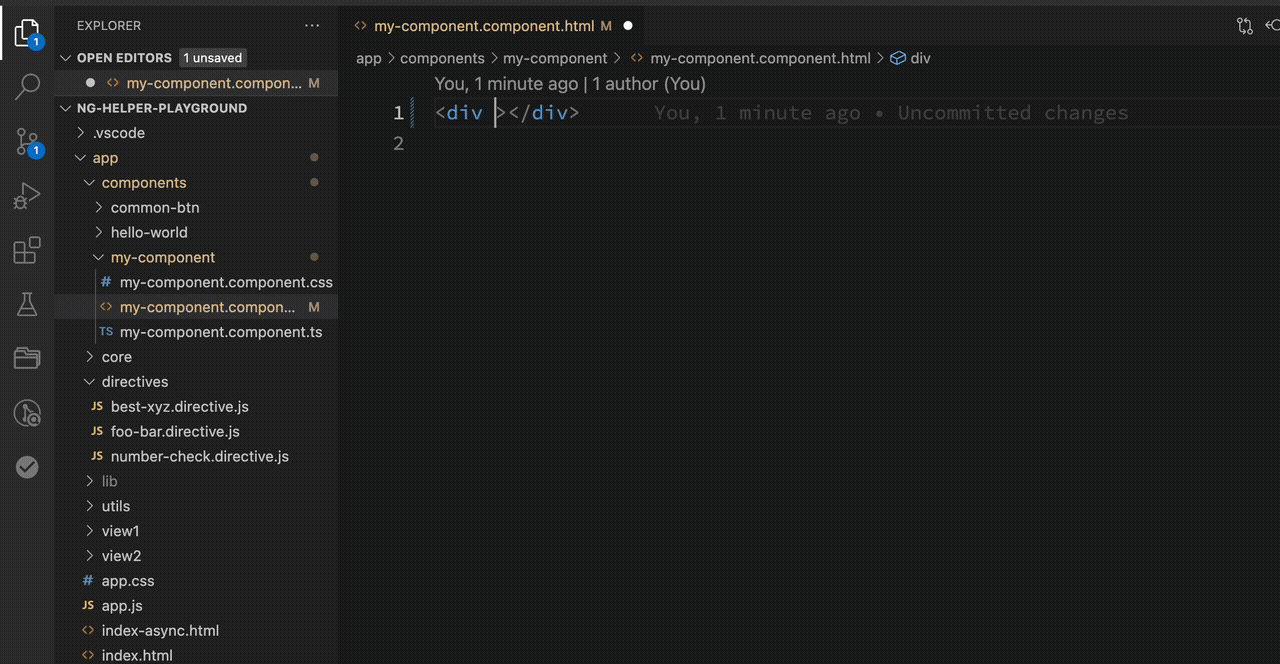 EXPLORER
···
OPEN EDITORS 1 unsaved
<> my-component.compon... M
NG-HELPER-PLAYGROUND
.vscode
app
components
common-btn
hello-world
my-component
# my-component.component.css
<> my-component.compon... M
TS my-component.component.ts
core
directives
JS best-xyz.directive.js
JS foo-bar.directive.js
JS number-check.directive.js
lib
utils
view1
view2
# app.css
JS app.js
<> index-async.html
<> index.html
1
1
<> my-component.component.html M
app > components > my-component > <> my-component.component.html > div
You, 1 minute ago | 1 author (You)
1 <div ></div> You, 1 minute ago • Uncommitted changes
2